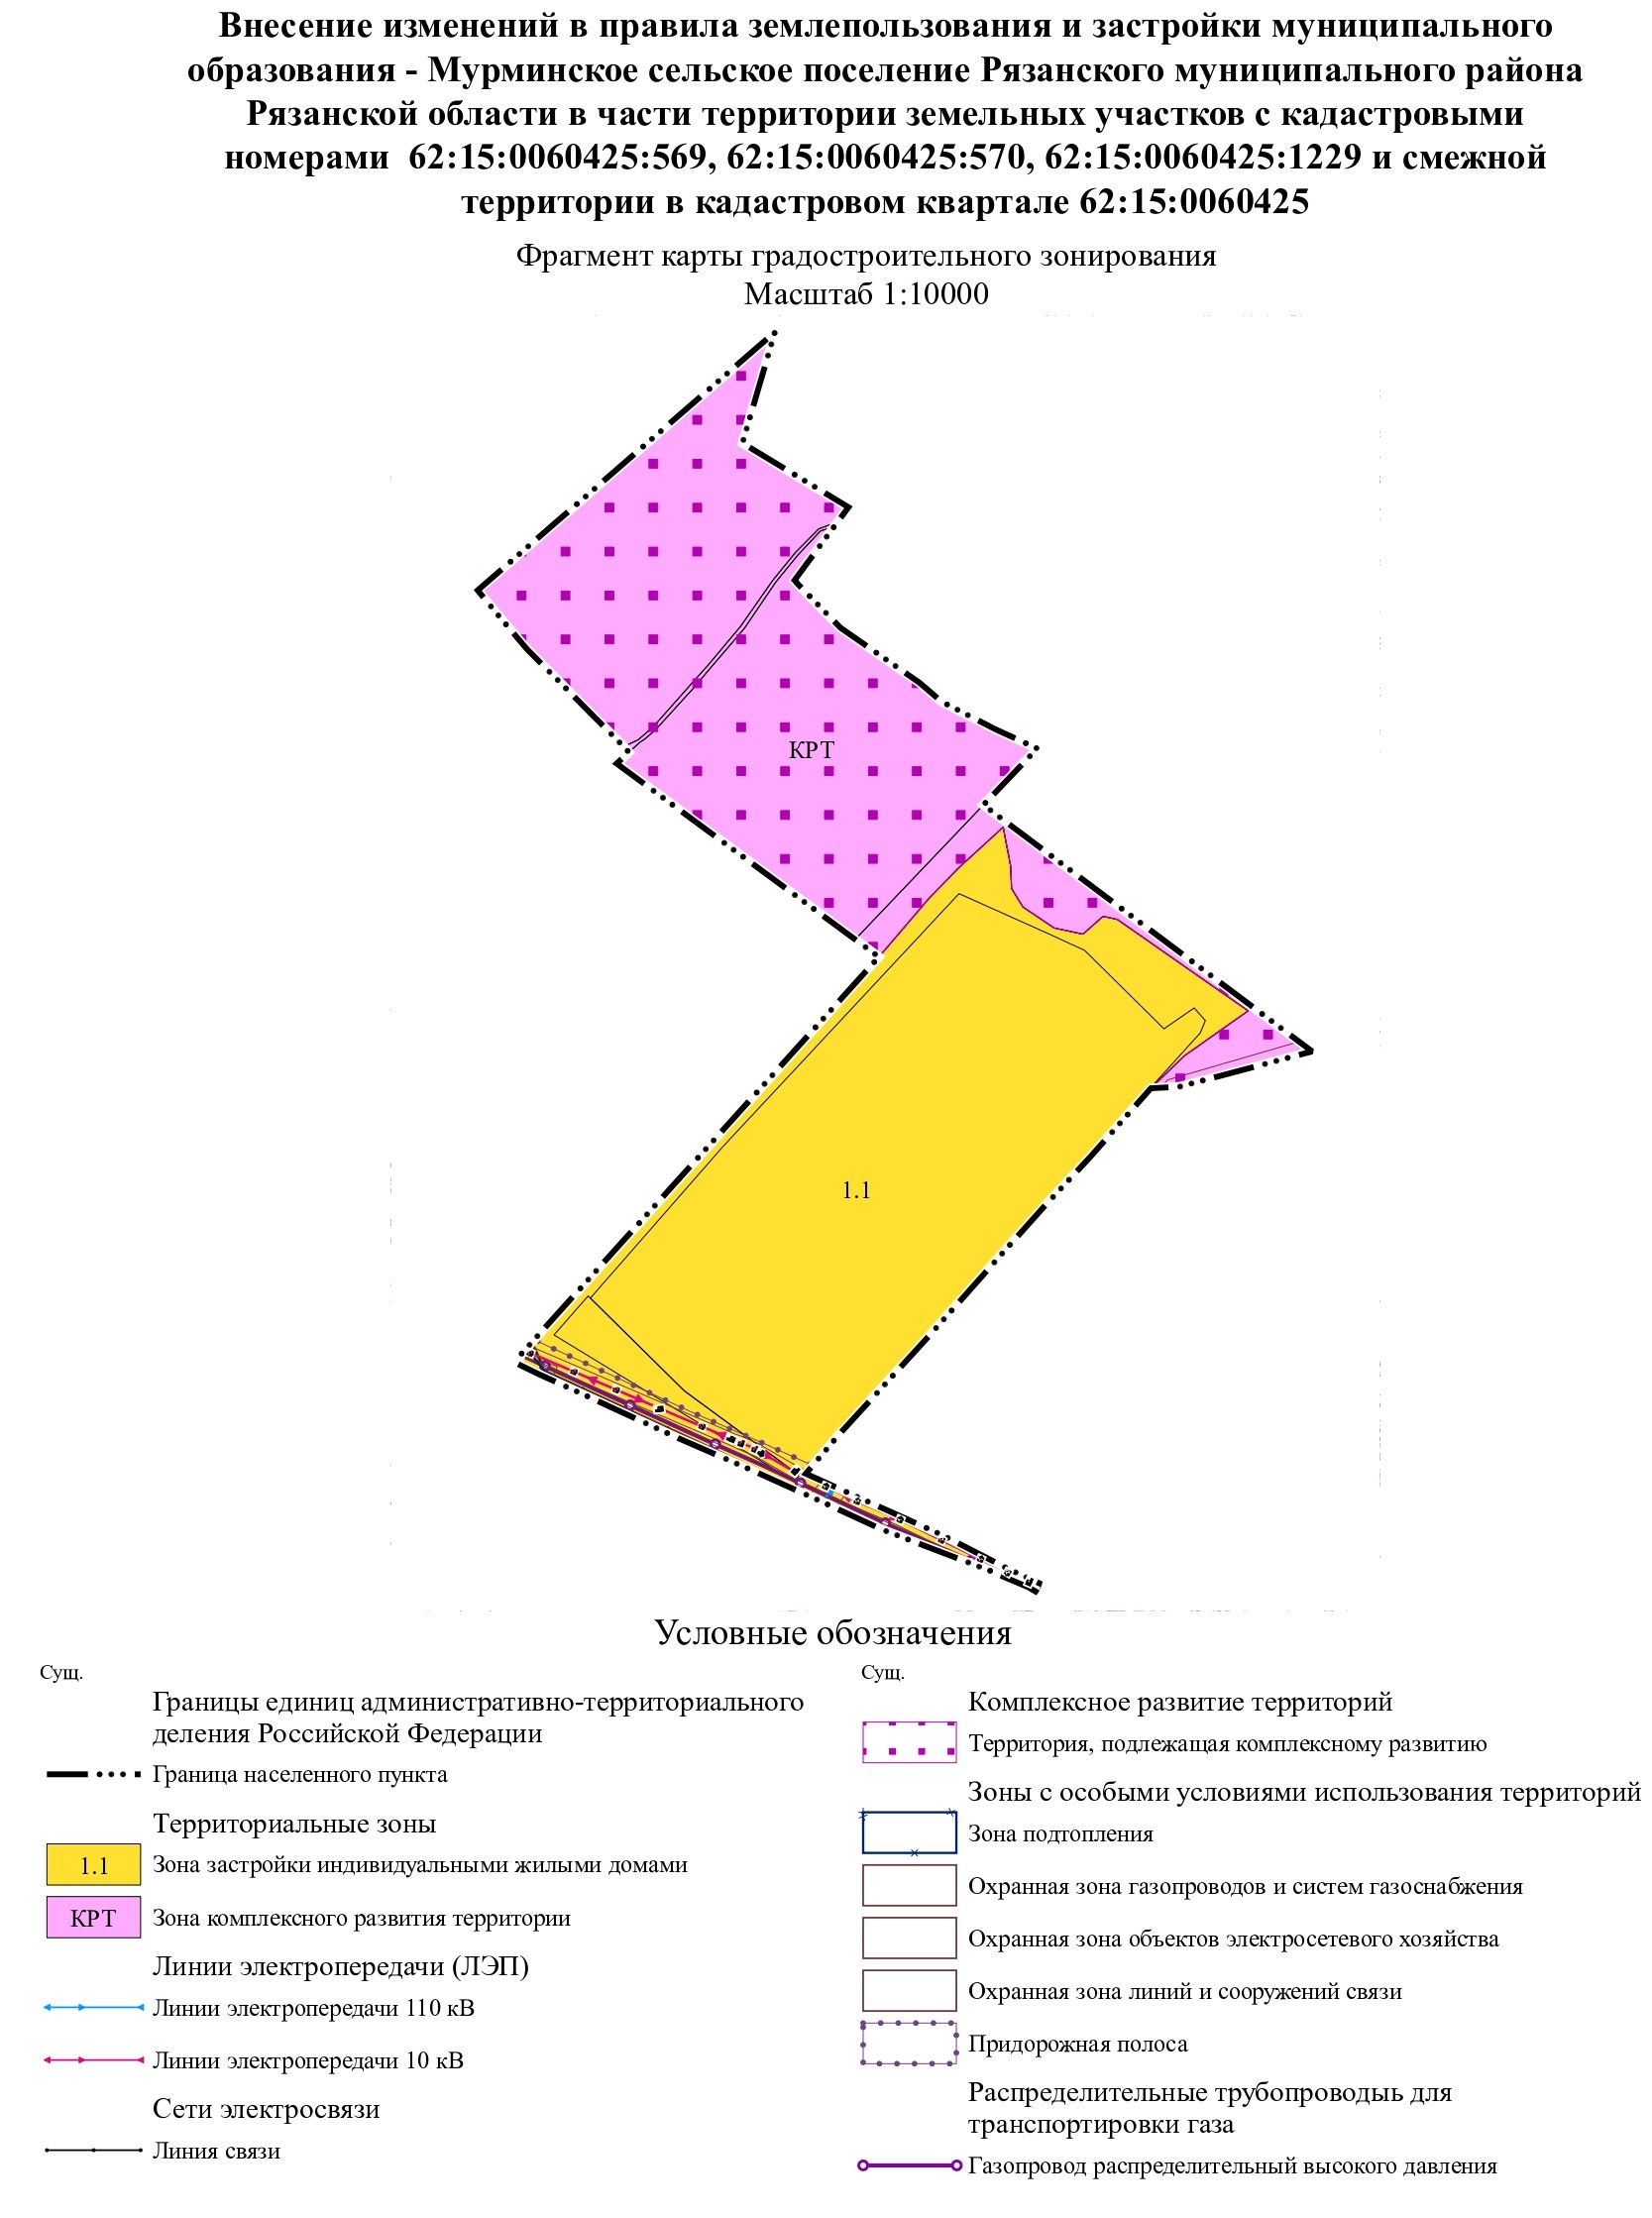 Внесение изменений в правила землепользования и застройки муниципального
образования - Мурминское сельское поселение Рязанского муниципального района
Рязанской области в части территории земельных участков с кадастровыми
номерами  62:15:0060425:569, 62:15:0060425:570, 62:15:0060425:1229 и смежной
территории в кадастровом квартале 62:15:0060425
Фрагмент карты градостроительного зонирования
Масштаб 1:10000
КРТ
1.1
Условные обозначения
Сущ.
Границы единиц административно-территориального
деления Российской Федерации
Граница населенного пункта
Территориальные зоны
1.1 Зона застройки индивидуальными жилыми домами
КРТ Зона комплексного развития территории
Линии электропередачи (ЛЭП)
Линии электропередачи 110 кВ
Линии электропередачи 10 кВ
Сети электросвязи
Линия связи
Сущ.
Комплексное развитие территорий
Территория, подлежащая комплексному развитию
Зоны с особыми условиями использования территорий
Зона подтопления
Охранная зона газопроводов и систем газоснабжения
Охранная зона объектов электросетевого хозяйства
Охранная зона линий и сооружений связи
Придорожная полоса
Распределительные трубопроводыь для
транспортировки газа
Газопровод распределительный высокого давления